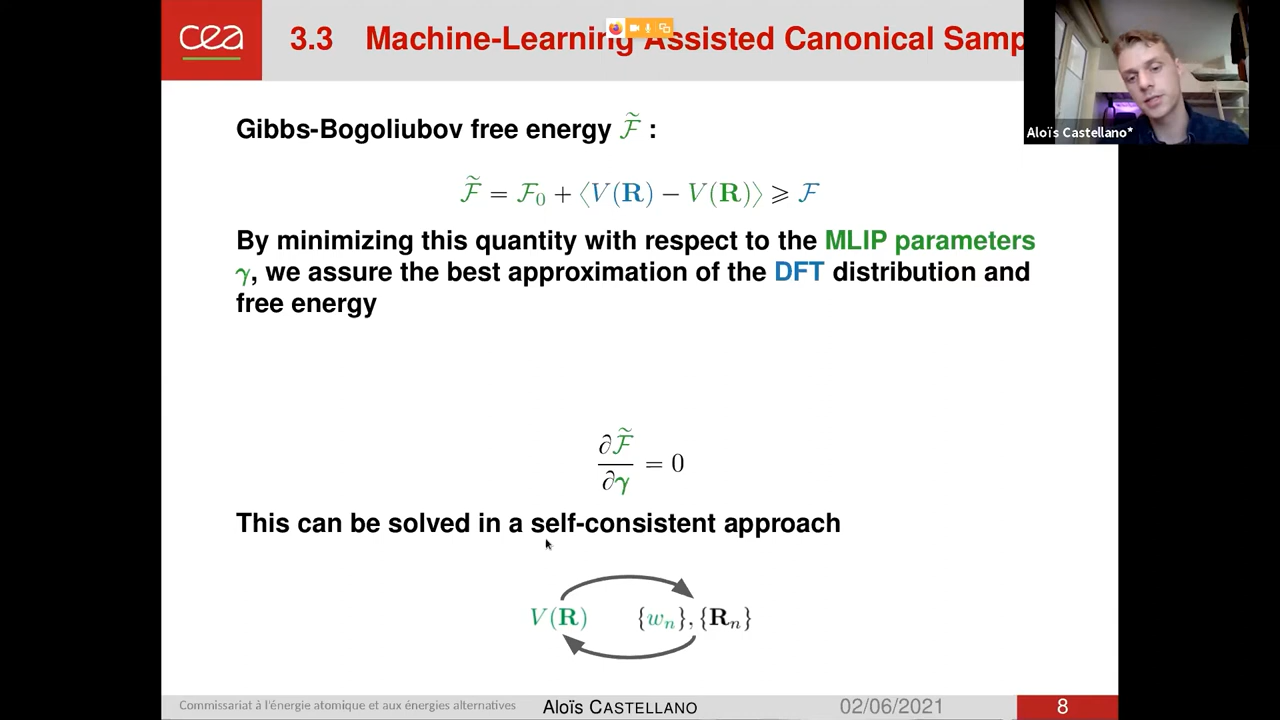 cea
3.3 Machine-Learning Assisted Canonical Samp
Aloïs Castellano*
Gibbs-Bogoliubov free energy F̃ :
F̃ = F₀ + ⟨V(R) − V(R)⟩ ⩾ F
By minimizing this quantity with respect to the MLIP parameters
γ, we assure the best approximation of the DFT distribution and
free energy
∂F̃
∂γ = 0
This can be solved in a self-consistent approach
V(R) {wₙ}, {Rₙ}
Commissariat à l'énergie atomique et aux énergies alternatives Aloïs CASTELLANO 02/06/2021 8